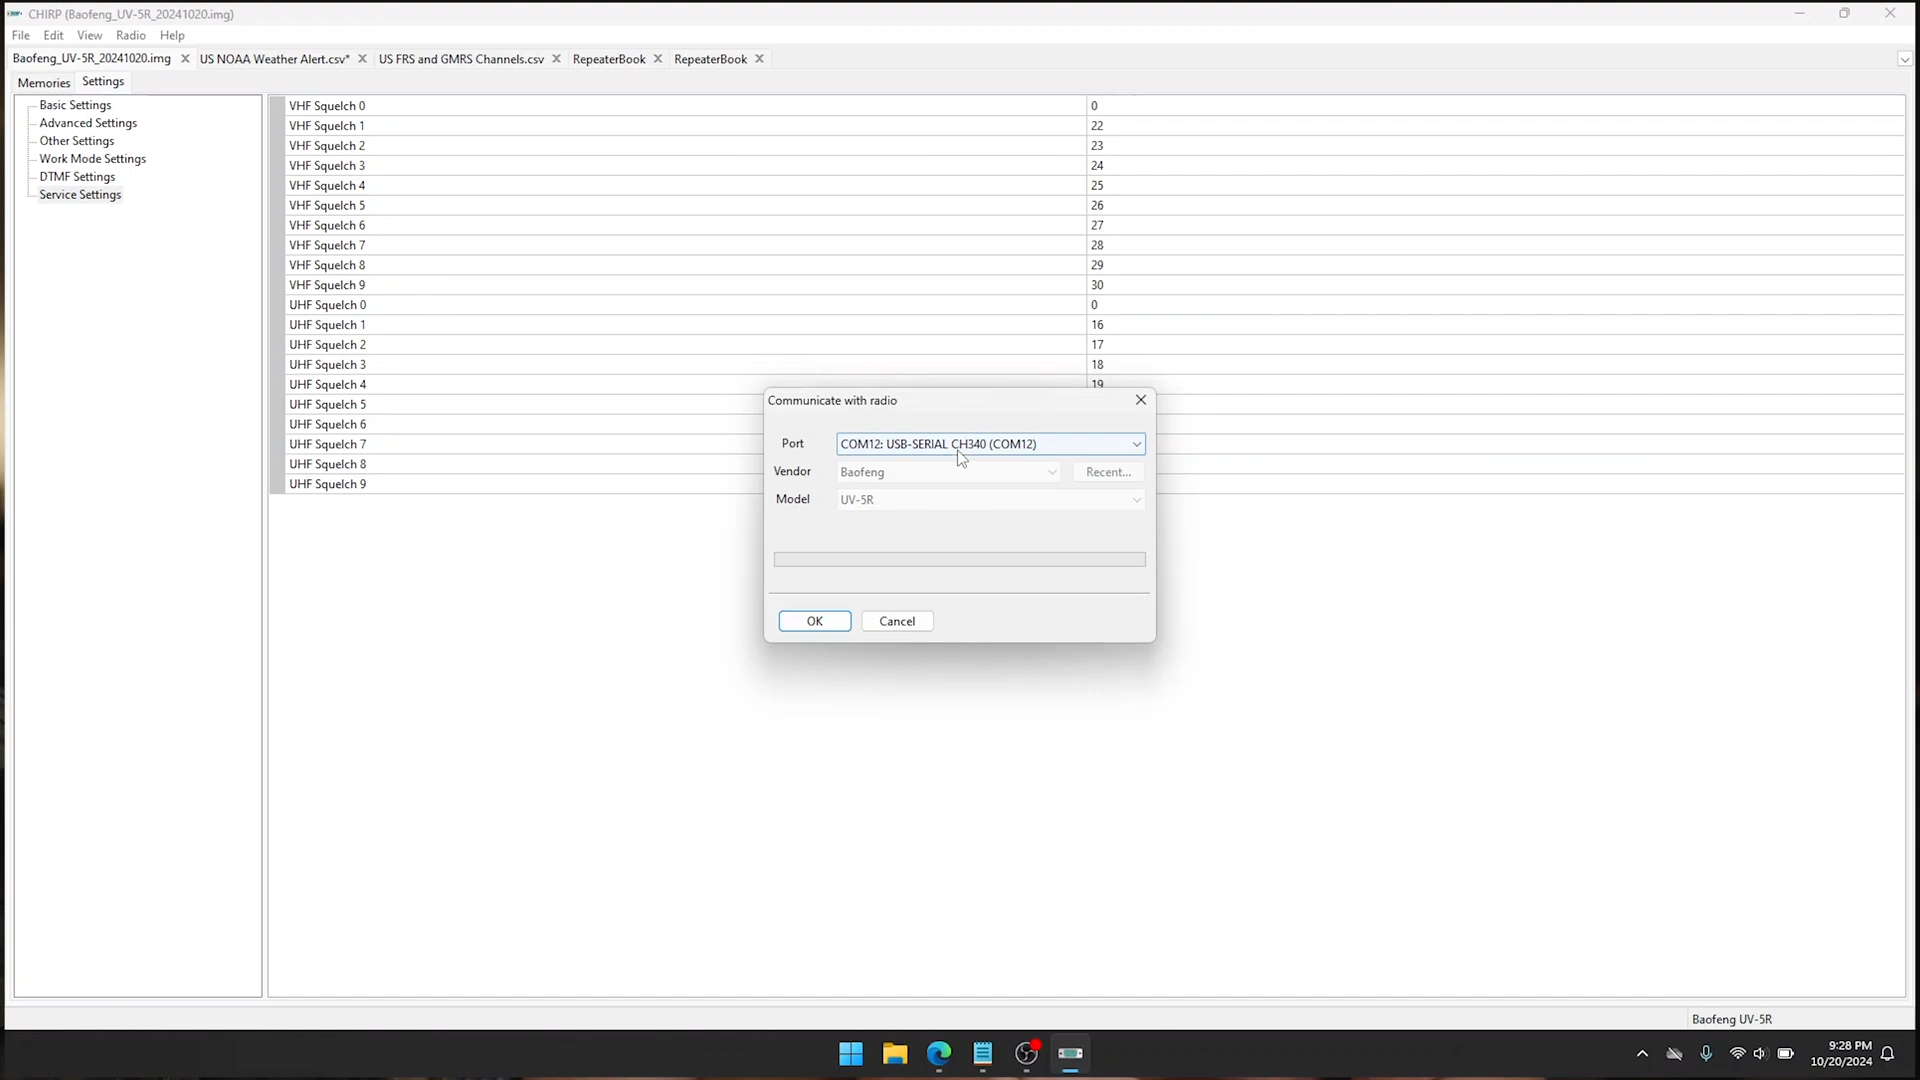 CHIRP (Baofeng_UV-5R_20241020.img)
File Edit View Radio Help
Baofeng_UV-5R_20241020.img US NOAA Weather Alert.csv* US FRS and GMRS Channels.csv RepeaterBook RepeaterBook
Memories Settings
Basic Settings
Advanced Settings
Other Settings
Work Mode Settings
DTMF Settings
Service Settings
VHF Squelch 0 0
VHF Squelch 1 22
VHF Squelch 2 23
VHF Squelch 3 24
VHF Squelch 4 25
VHF Squelch 5 26
VHF Squelch 6 27
VHF Squelch 7 28
VHF Squelch 8 29
VHF Squelch 9 30
UHF Squelch 0 0
UHF Squelch 1 16
UHF Squelch 2 17
UHF Squelch 3 18
UHF Squelch 4 19
UHF Squelch 5
UHF Squelch 6
UHF Squelch 7
UHF Squelch 8
UHF Squelch 9
Communicate with radio
Port COM12: USB-SERIAL CH340 (COM12)
Vendor Baofeng Recent...
Model UV-5R
OK Cancel
Baofeng UV-5R
9:28 PM
10/20/2024